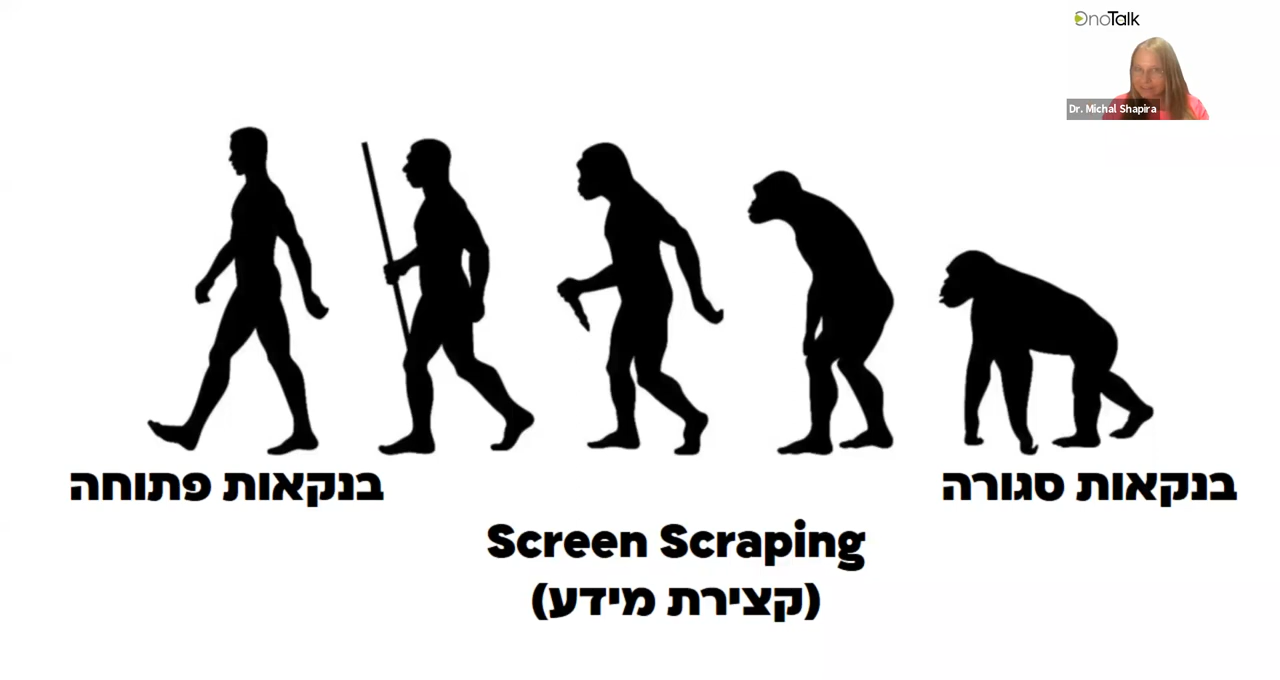 OnoTalk
Dr. Michal Shapira
בנקאות סגורה
בנקאות פתוחה
Screen Scraping
(קצירת מידע)